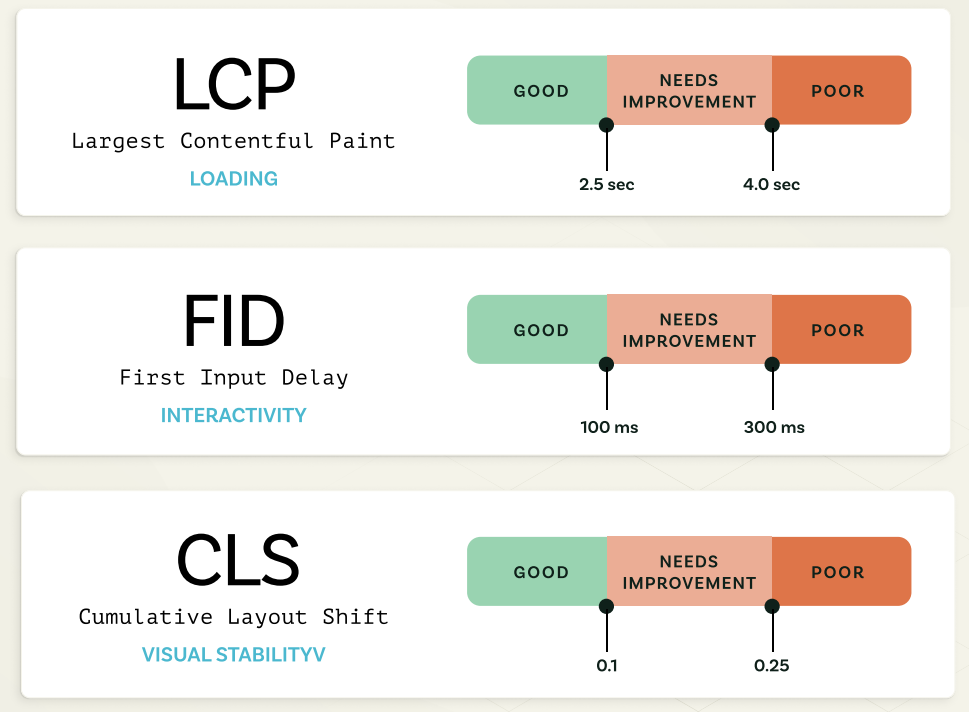 LCP
Largest Contentful Paint
LOADING
GOOD
NEEDS
IMPROVEMENT
POOR
2.5 sec
4.0 sec
FID
First Input Delay
INTERACTIVITY
GOOD
NEEDS
IMPROVEMENT
POOR
100 ms
300 ms
CLS
Cumulative Layout Shift
VISUAL STABILITYV
GOOD
NEEDS
IMPROVEMENT
POOR
0.1
0.25